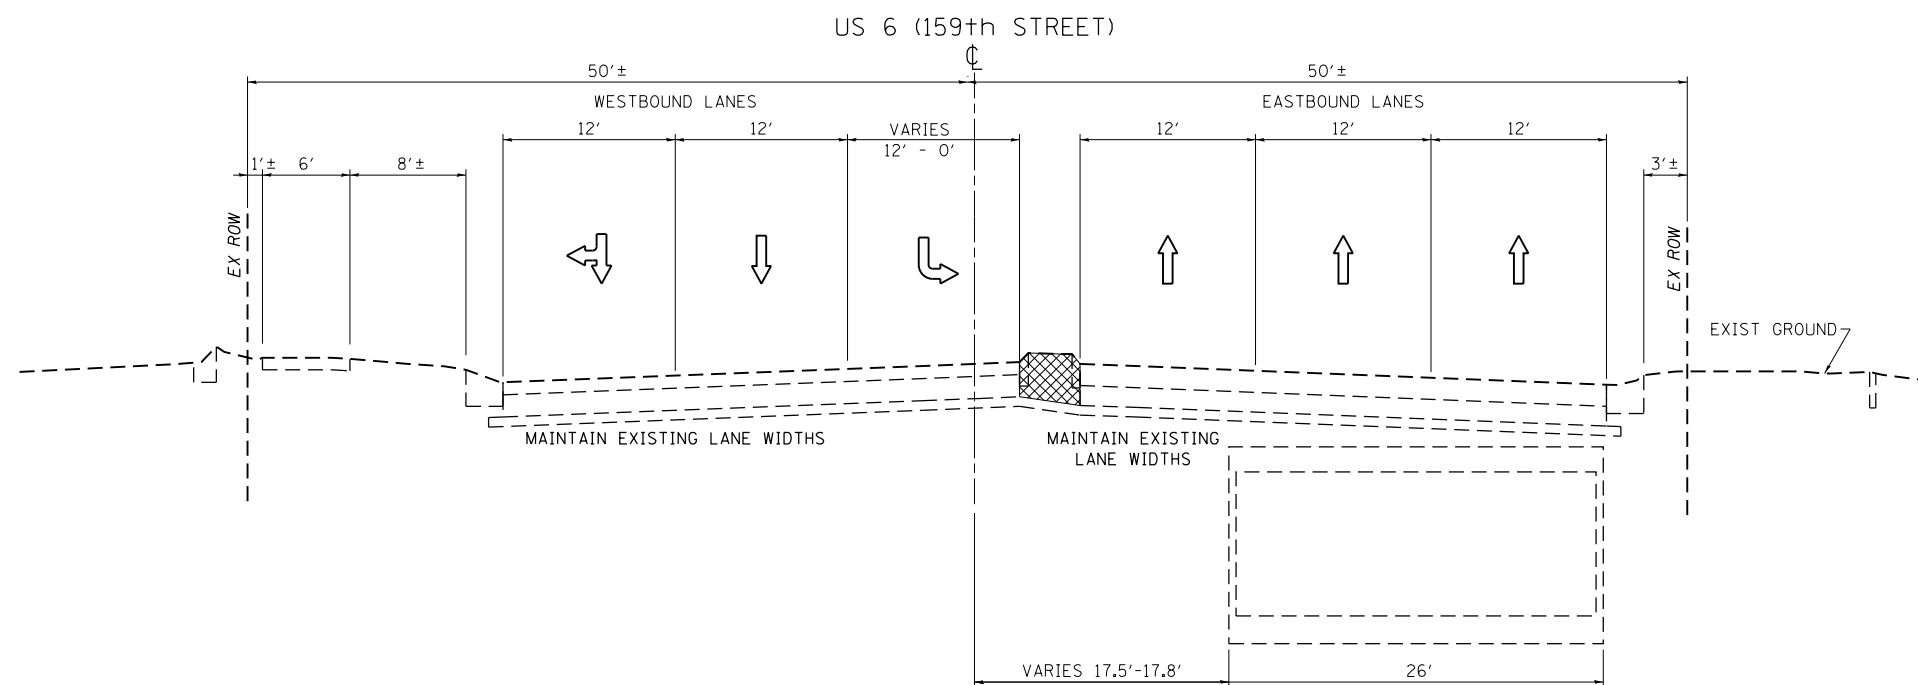 US 6 (159th STREET)
℄
50'± 50'±
WESTBOUND LANES EASTBOUND LANES
12' 12' VARIES 12' 12' 12'
12' - 0'
1'± 6' 8'± 3'±
EX ROW EX ROW
EXIST GROUND
MAINTAIN EXISTING LANE WIDTHS MAINTAIN EXISTING
LANE WIDTHS
VARIES 17.5'-17.8' 26'